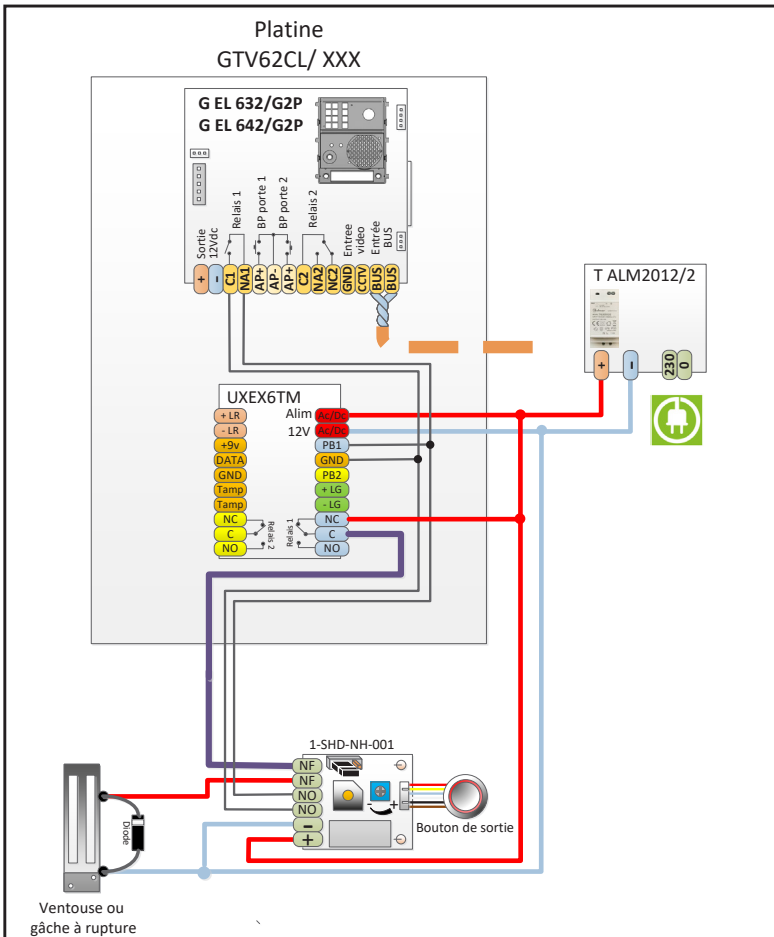 Platine
GTV62CL/ XXX
G EL 632/G2P
G EL 642/G2P
Sortie
12Vdc
Relais 1
BP porte 1
BP porte 2
Relais 2
Entree
video
Entrée
BUS
+
-
C1
NA1
AP+
AP-
AP+
C2
NA2
NC2
GND
CCTV
BUS
BUS
T ALM2012/2
+
-
230
0
UXEX6TM
+ LR
- LR
+9v
DATA
GND
Tamp
Tamp
NC
C
NO
Relais 2
Alim
12V
Ac/Dc
Ac/Dc
PB1
GND
PB2
+ LG
- LG
NC
C
NO
Relais 1
1-SHD-NH-001
NF
NF
NO
NO
-
+
- +
Bouton de sortie
Diode
Ventouse ou
gâche à rupture